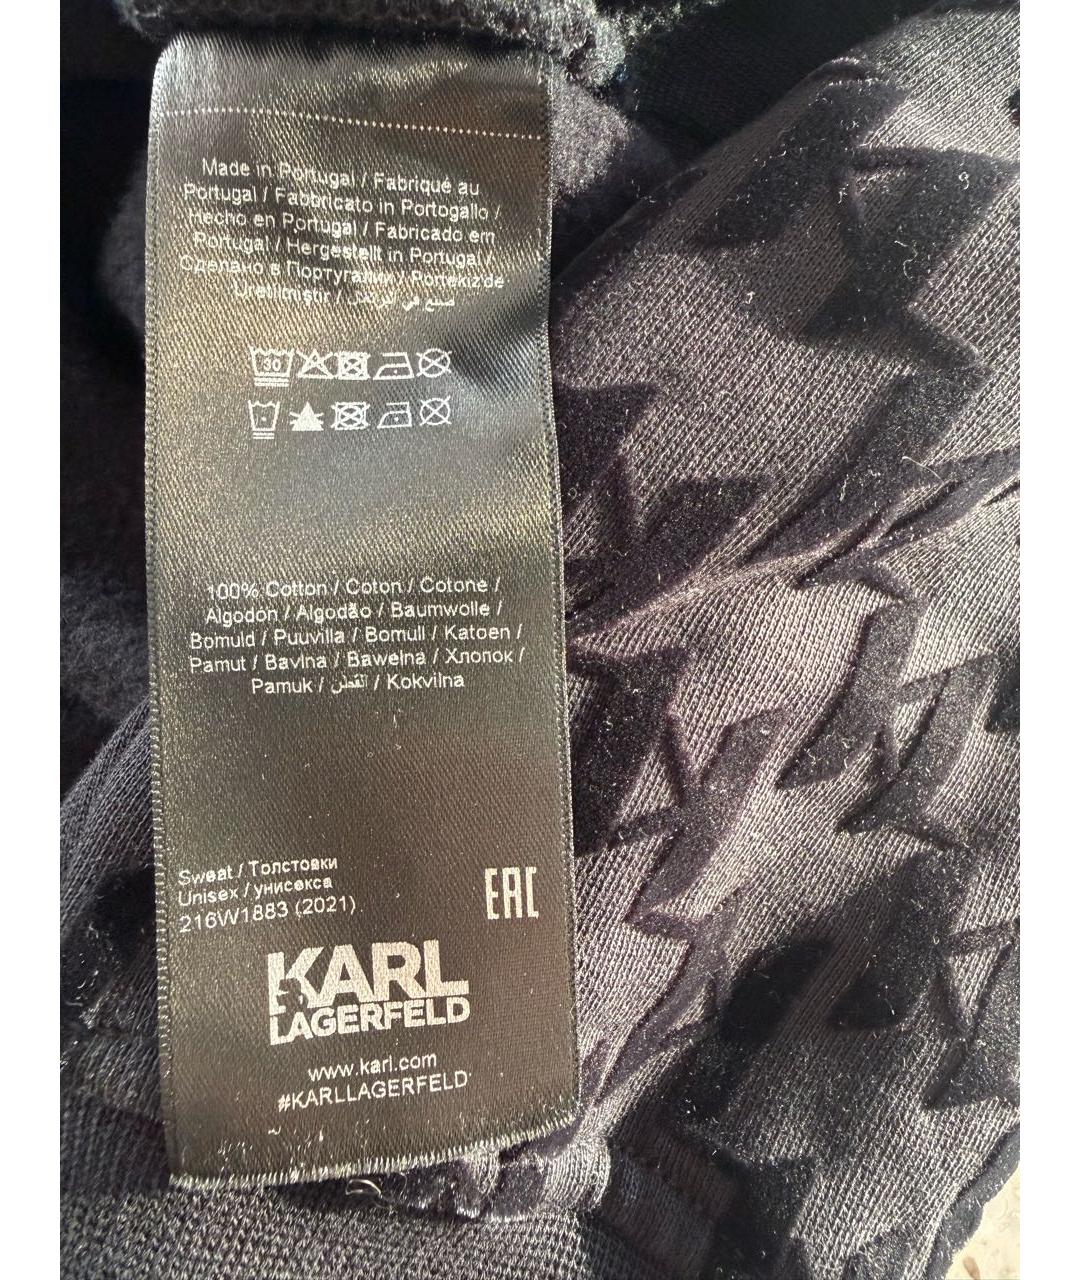 Made in Portugal / Fabriqué au
Portugal / Fabbricato in Portogallo /
Hecho en Portugal / Fabricado em
Portugal / Hergestellt in Portugal /
Сделано в Португалии / Portekiz'de
Üretilmiştir / صنع في البرتغال
30
100% Cotton / Coton / Cotone /
Algodón / Algodão / Baumwolle /
Bomuld / Puuvilla / Bomull / Katoen /
Pamut / Bavlna / Bawełna / Хлопок /
Pamuk / القطن / Kokvilna
Sweat / Толстовки
Unisex / унисекса
216W1883 (2021)
EAC
KARL
LAGERFELD
www.karl.com
#KARLLAGERFELD